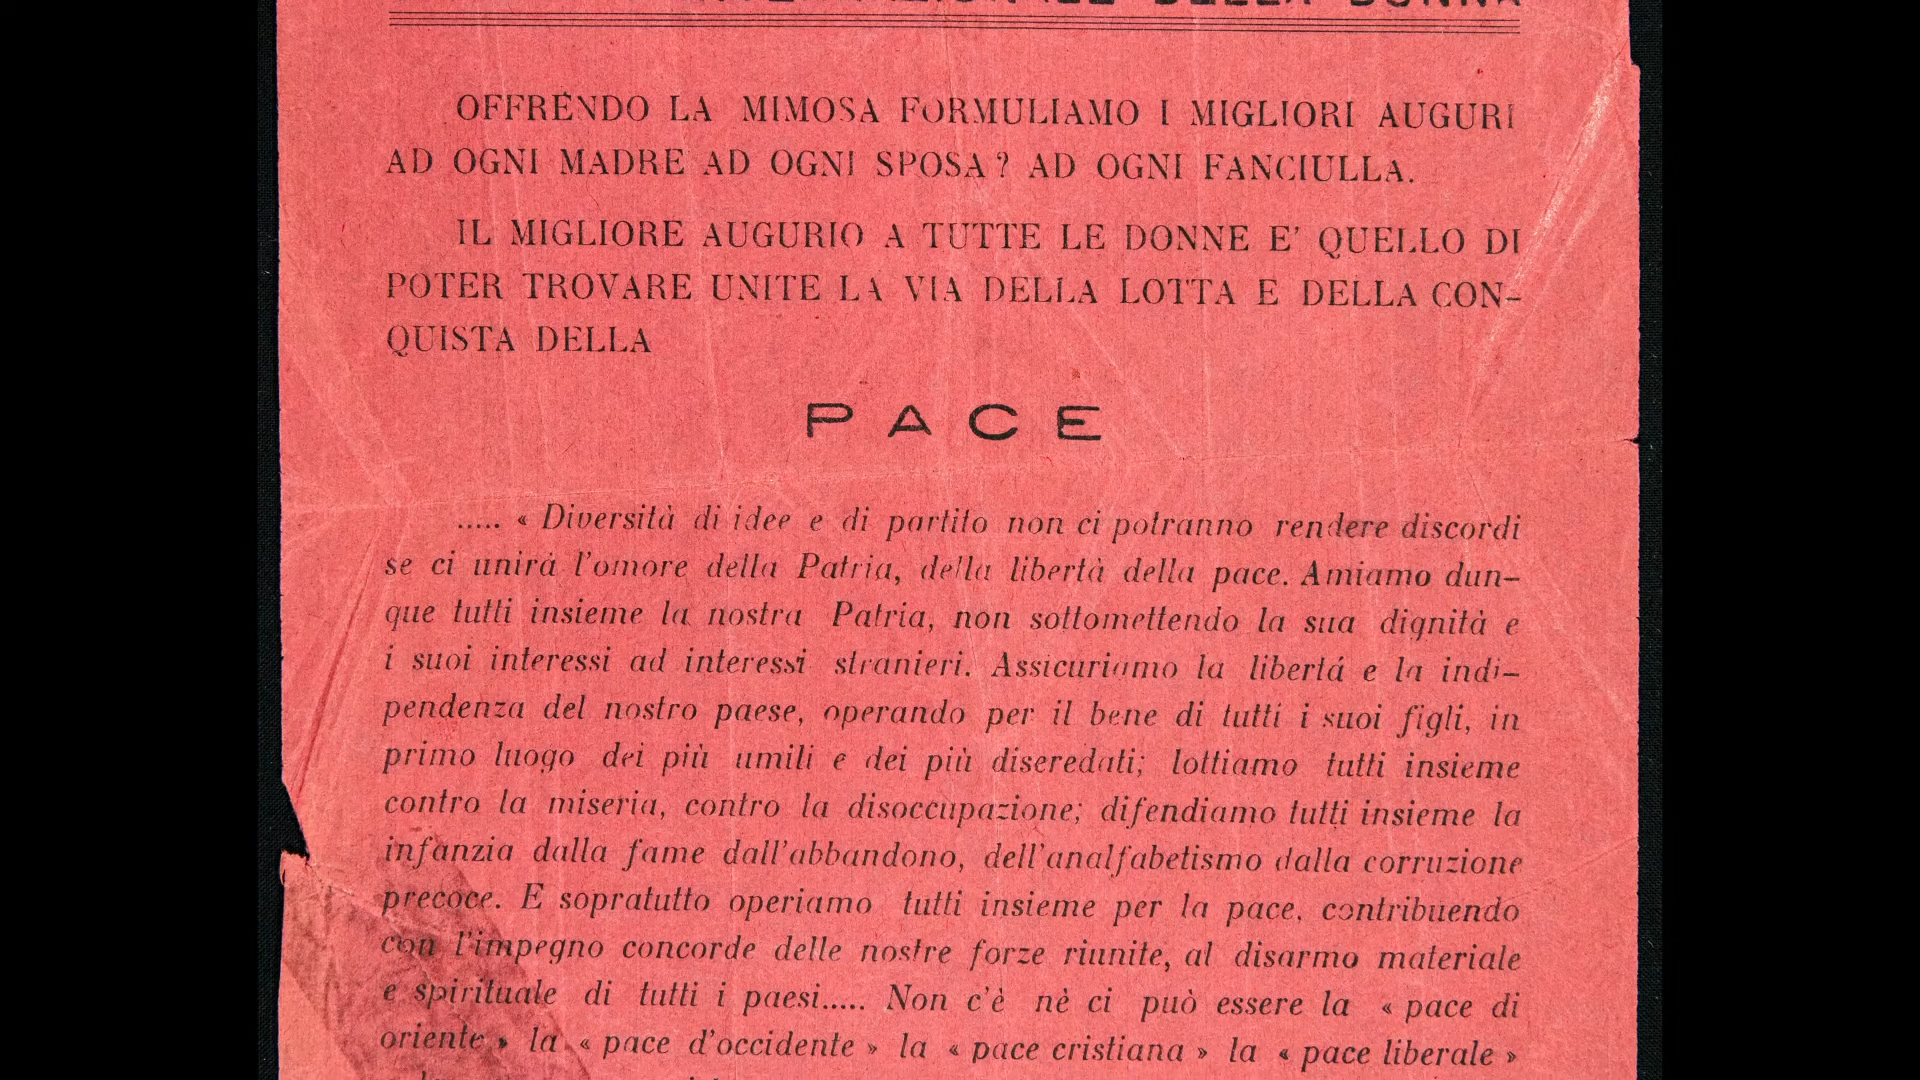 DELLA DONNA
OFFRENDO LA MIMOSA FORMULIAMO I MIGLIORI AUGURI
AD OGNI MADRE AD OGNI SPOSA? AD OGNI FANCIULLA.
IL MIGLIORE AUGURIO A TUTTE LE DONNE E' QUELLO DI
POTER TROVARE UNITE LA VIA DELLA LOTTA E DELLA CON-
QUISTA DELLA
PACE
..... « Diversità di idee e di partito non ci potranno rendere discordi
se ci unirà l'omore della Patria, della libertà della pace. Amiamo dun-
que tutti insieme la nostra Patria, non sottomettendo la sua dignità e
i suoi interessi ad interessi stranieri. Assicuriamo la libertá e la indi-
pendenza del nostro paese, operando per il bene di tutti i suoi figli, in
primo luogo dei più umili e dei più diseredati; lottiamo tutti insieme
contro la miseria, contro la disoccupazione; difendiamo tutti insieme la
infanzia dalla fame dall'abbandono, dell'analfabetismo dalla corruzione
precoce. E sopratutto operiamo tutti insieme per la pace, contribuendo
con l'impegno concorde delle nostre forze riunite, al disarmo materiale
e spirituale di tutti i paesi..... Non c'è nè ci può essere la « pace di
oriente » la « pace d'occidente » la « pace cristiana » la « pace liberale »